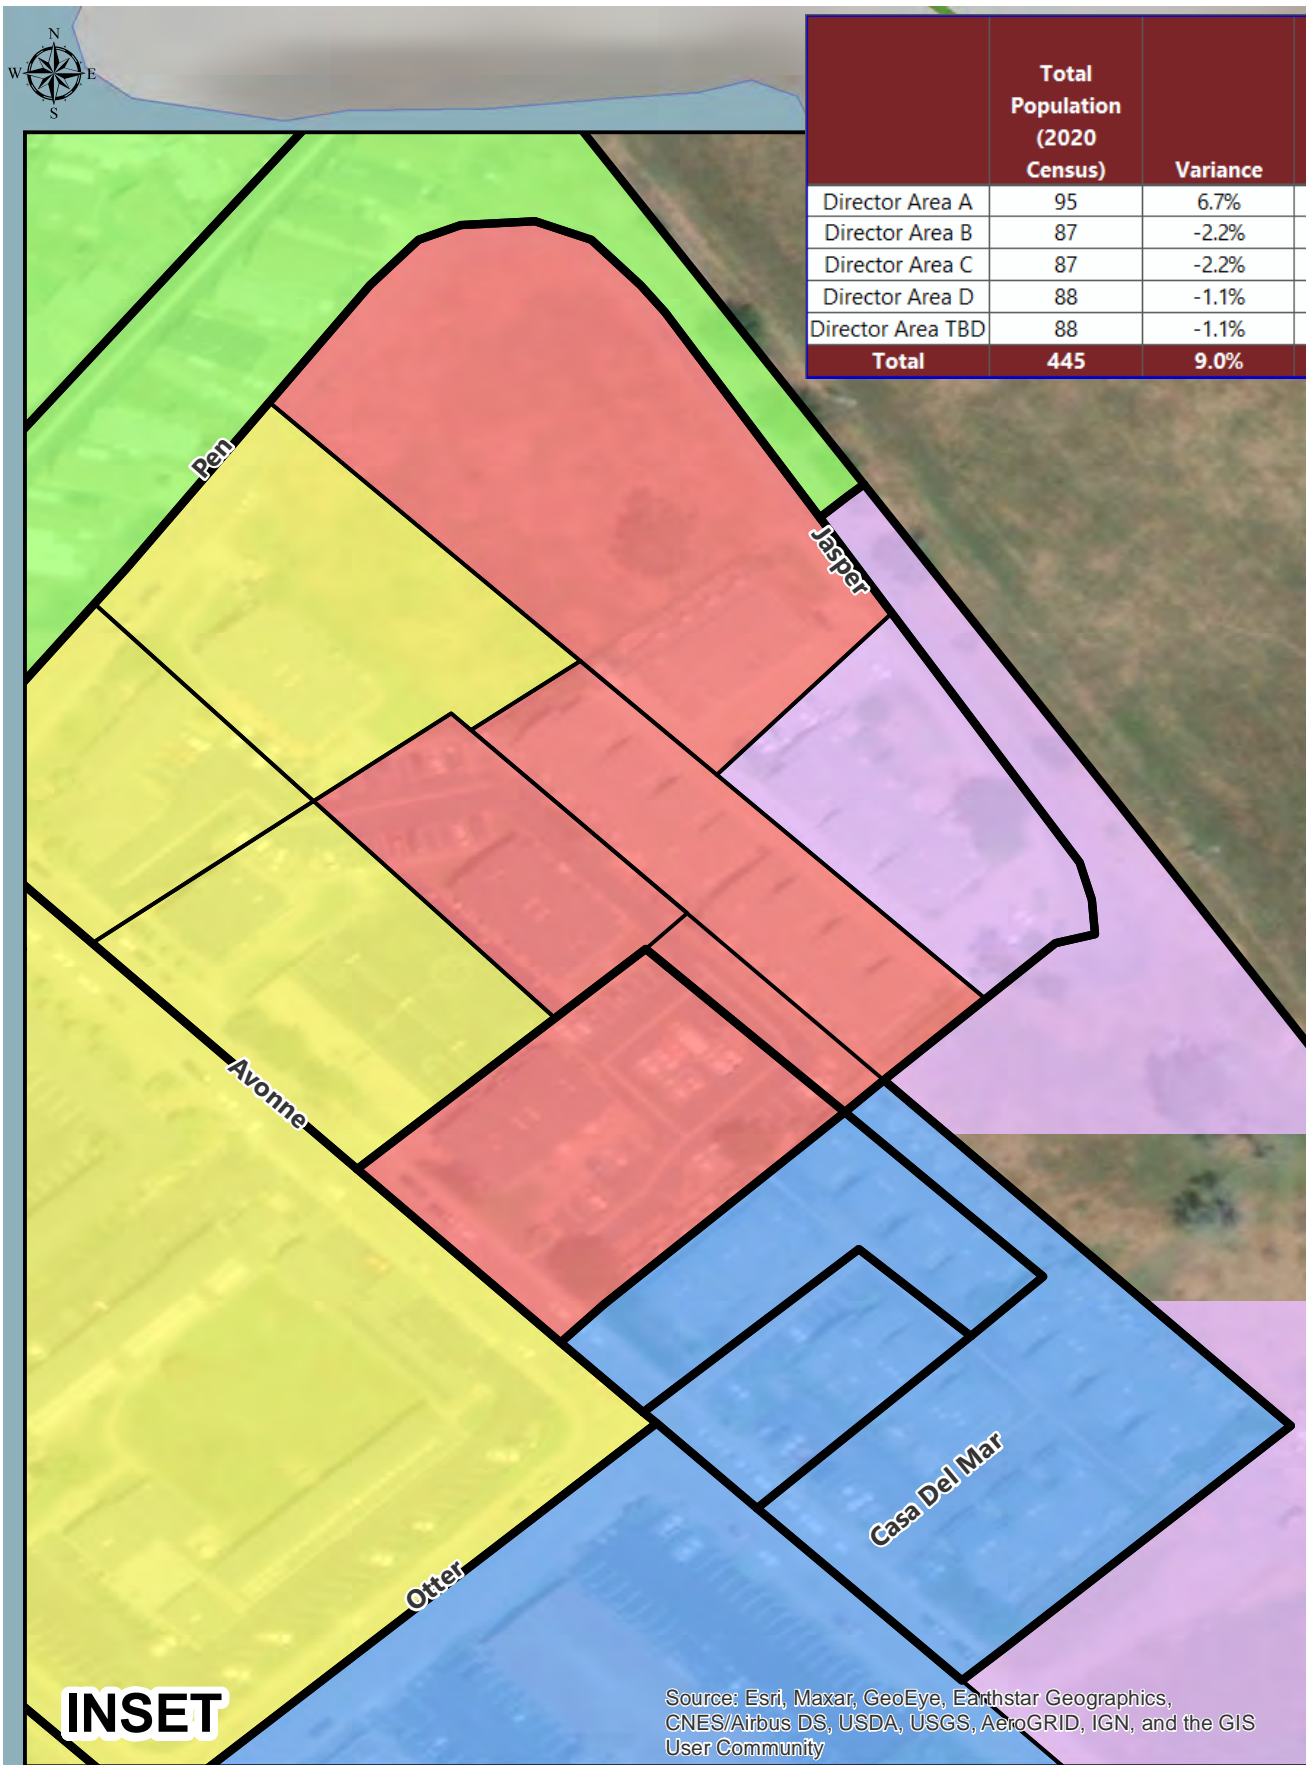 N
W E
S
Total Population (2020 Census) Variance
Director Area A 95 6.7%
Director Area B 87 -2.2%
Director Area C 87 -2.2%
Director Area D 88 -1.1%
Director Area TBD 88 -1.1%
Total 445 9.0%
Pen
Jasper
Avonne
Casa Del Mar
Otter
INSET
Source: Esri, Maxar, GeoEye, Earthstar Geographics,
CNES/Airbus DS, USDA, USGS, AeroGRID, IGN, and the GIS
User Community